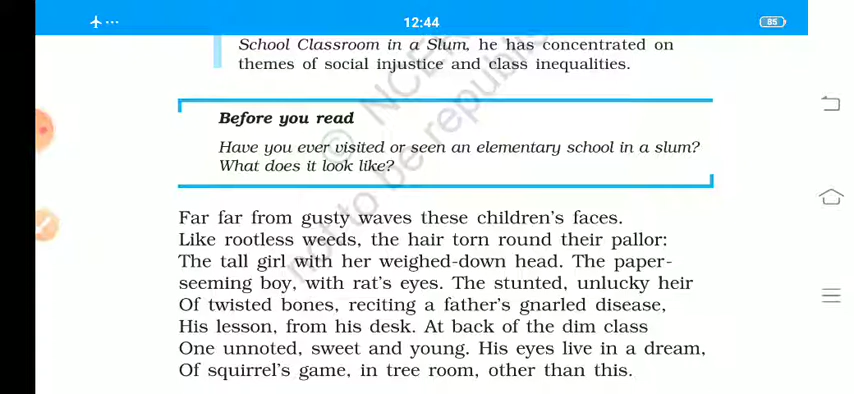 12:44
85
School Classroom in a Slum, he has concentrated on
themes of social injustice and class inequalities.
Before you read
Have you ever visited or seen an elementary school in a slum?
What does it look like?
Far far from gusty waves these children's faces.
Like rootless weeds, the hair torn round their pallor:
The tall girl with her weighed-down head. The paper-
seeming boy, with rat's eyes. The stunted, unlucky heir
Of twisted bones, reciting a father's gnarled disease,
His lesson, from his desk. At back of the dim class
One unnoted, sweet and young. His eyes live in a dream,
Of squirrel's game, in tree room, other than this.
© NCER
not to be republis